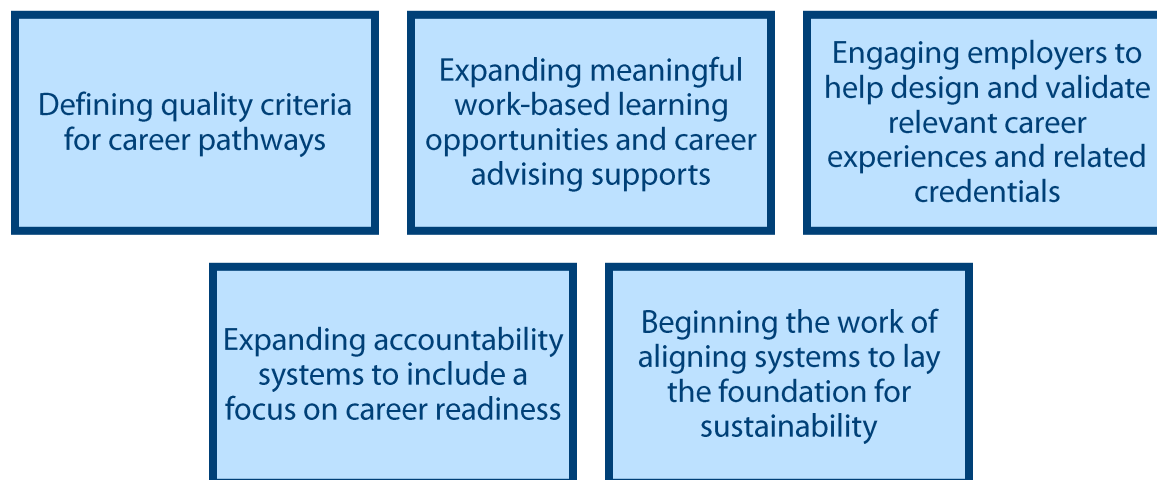 Defining quality criteria
for career pathways
Expanding meaningful
work-based learning
opportunities and career
advising supports
Engaging employers to
help design and validate
relevant career
experiences and related
credentials
Expanding accountability
systems to include a
focus on career readiness
Beginning the work of
aligning systems to lay
the foundation for
sustainability